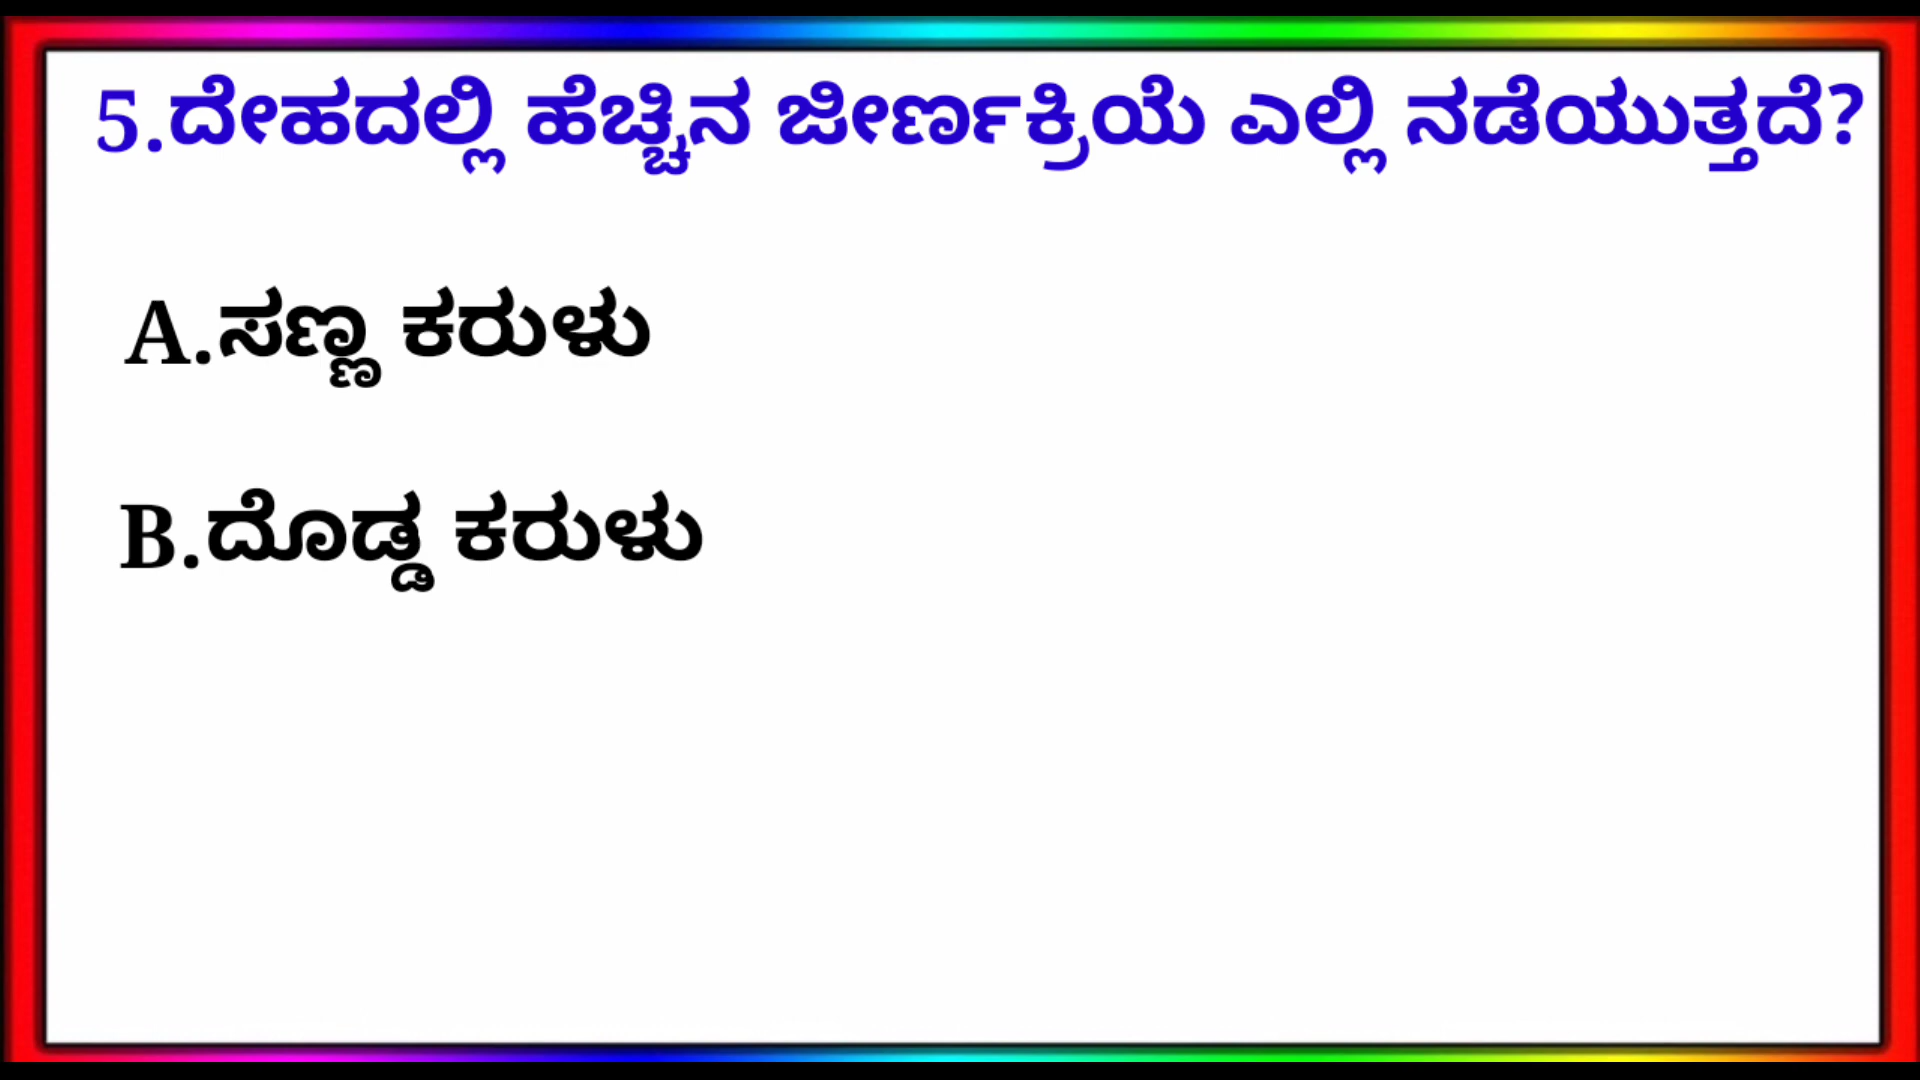 5.ದೇಹದಲ್ಲಿ ಹೆಚ್ಚಿನ ಜೀರ್ಣಕ್ರಿಯೆ ಎಲ್ಲಿ ನಡೆಯುತ್ತದೆ?
A.ಸಣ್ಣ ಕರುಳು
B.ದೊಡ್ಡ ಕರುಳು